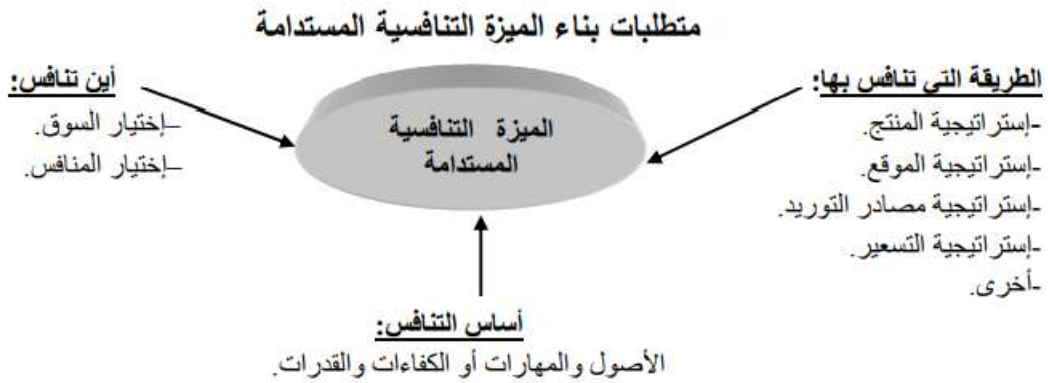 متطلبات بناء الميزة التنافسية المستدامة
الطريقة التي تنافس بها:
-إستراتيجية المنتج.
-إستراتيجية الموقع.
-إستراتيجية مصادر التوريد.
-إستراتيجية التسعير.
-أخرى.
الميزة التنافسية
المستدامة
أين تنافس:
–إختيار السوق.
–إختيار المنافس.
أساس التنافس:
الأصول والمهارات أو الكفاءات والقدرات.